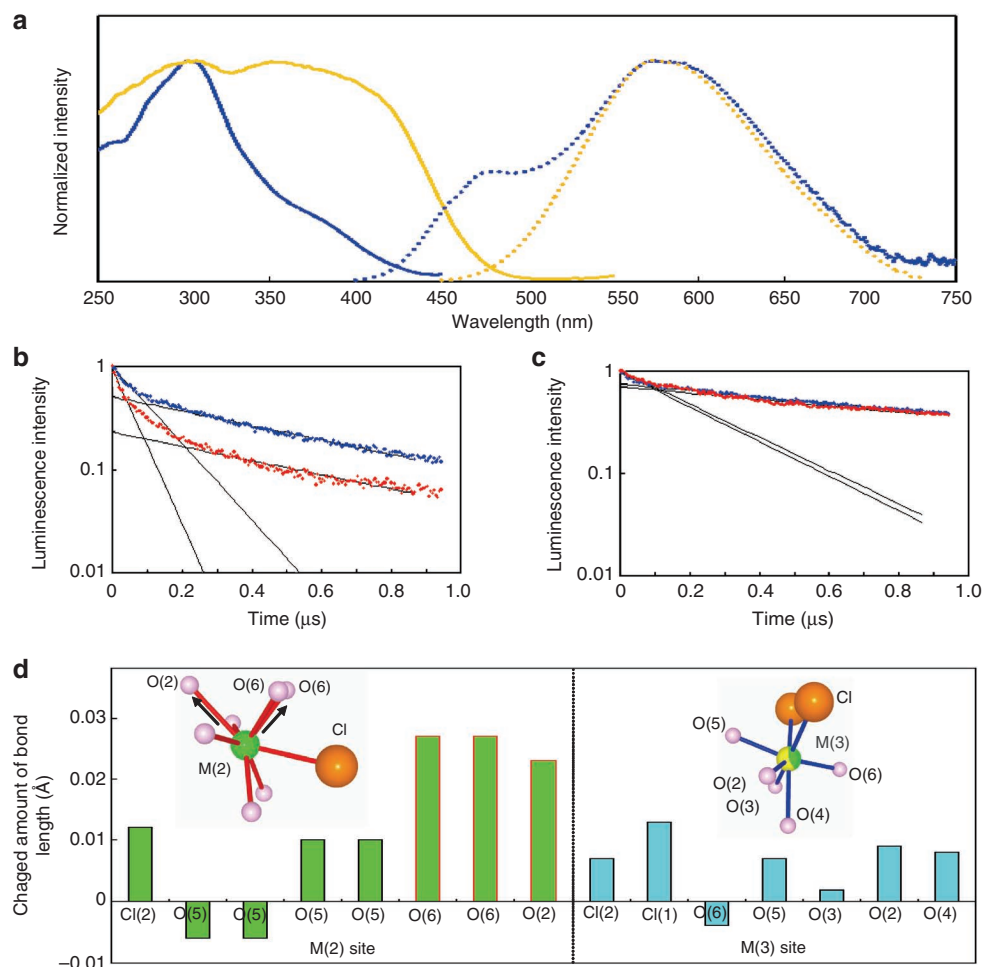 a
Normalized intensity
250 300 350 400 450 500 550 600 650 700 750
Wavelength (nm)
b
Luminescence intensity
1
0.1
0.01
0 0.2 0.4 0.6 0.8 1.0
Time (μs)
c
Luminescence intensity
1
0.1
0.01
0 0.2 0.4 0.6 0.8 1.0
Time (μs)
d
Chaged amount of bond
length (Å)
0.03
0.02
0.01
0
−0.01
O(2)
O(6)
O(6)
Cl
M(2)
Cl
O(5)
M(3)
O(6)
O(2)
O(3)
O(4)
Cl(2) O(5) O(5) O(5) O(5) O(6) O(6) O(2)
M(2) site
Cl(2) Cl(1) O(6) O(5) O(3) O(2) O(4)
M(3) site